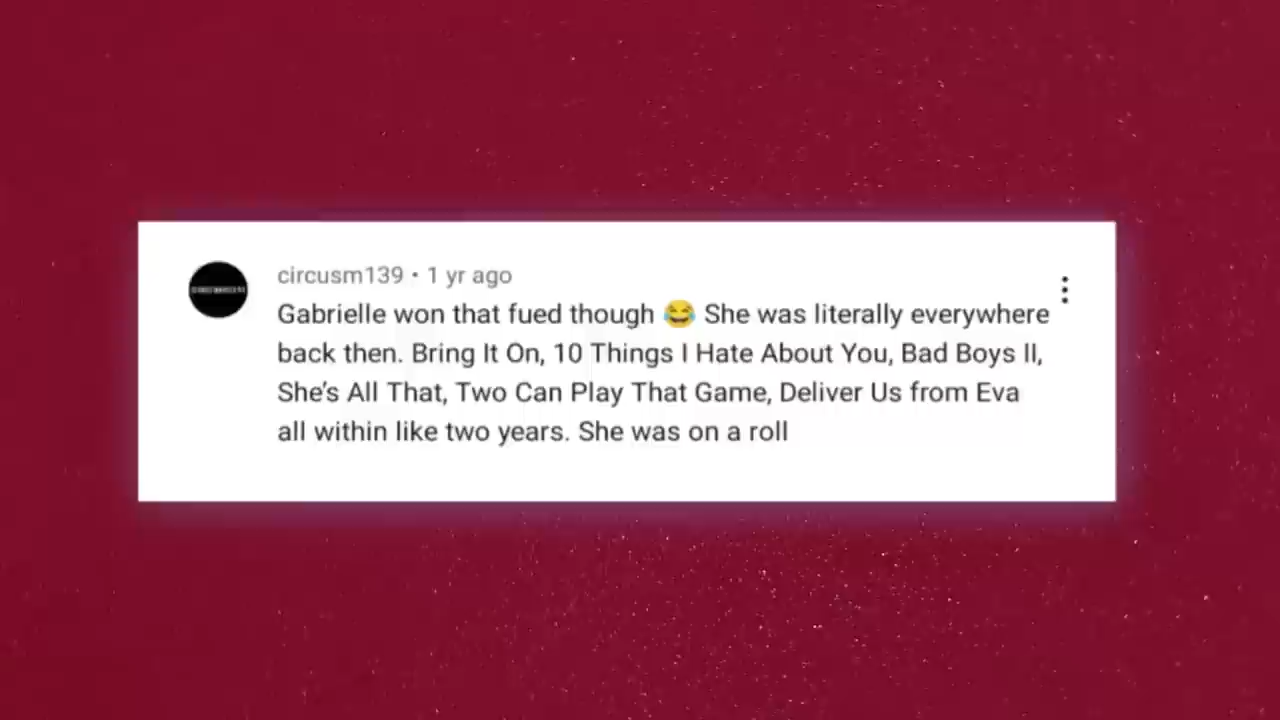 circusm139 • 1 yr ago
Gabrielle won that fued though 😂 She was literally everywhere
back then. Bring It On, 10 Things I Hate About You, Bad Boys II,
She's All That, Two Can Play That Game, Deliver Us from Eva
all within like two years. She was on a roll